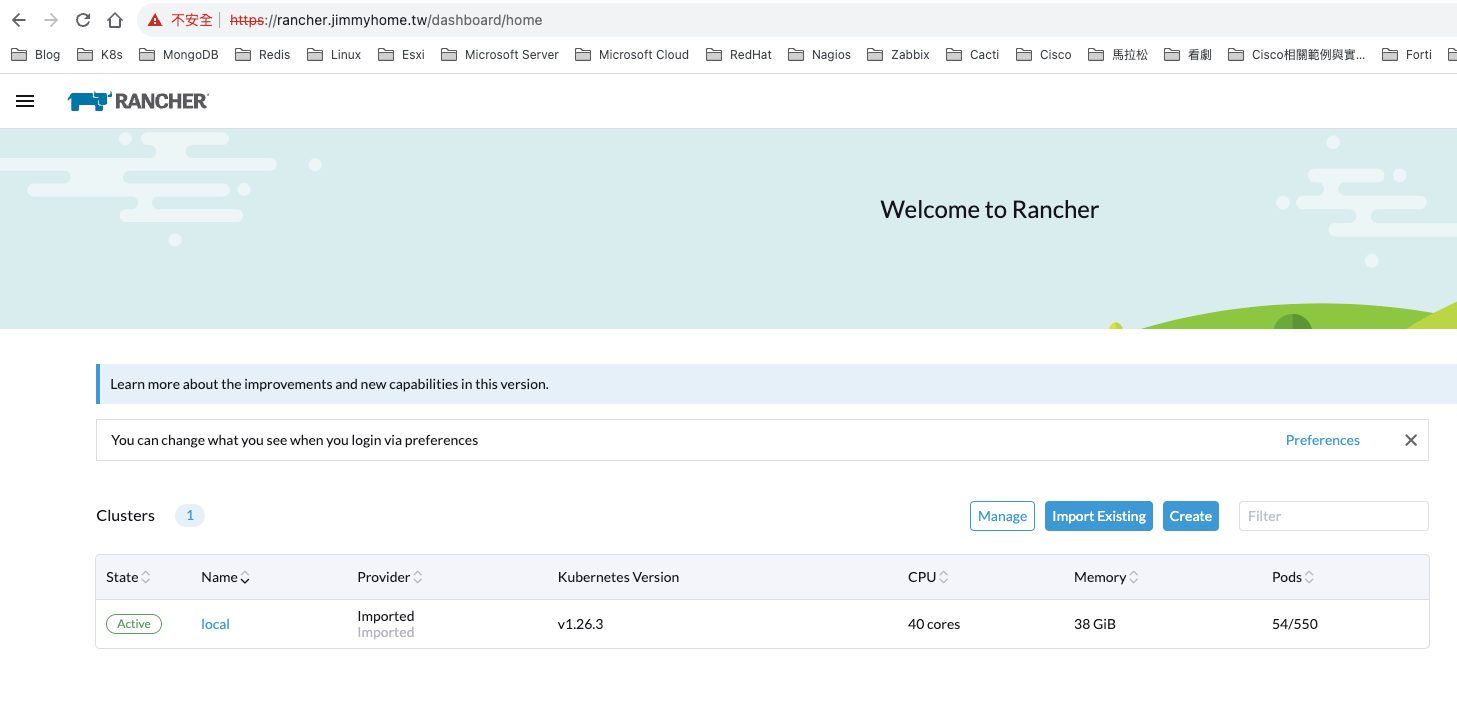 不安全 https://rancher.jimmyhome.tw/dashboard/home
Blog K8s MongoDB Redis Linux Esxi Microsoft Server Microsoft Cloud RedHat Nagios Zabbix Cacti Cisco 馬拉松 看劇 Cisco相關範例與實... Forti
RANCHER
Welcome to Rancher
Learn more about the improvements and new capabilities in this version.
You can change what you see when you login via preferences Preferences
Clusters 1 Manage Import Existing Create Filter
State Name Provider Kubernetes Version CPU Memory Pods
Active local Imported v1.26.3 40 cores 38 GiB 54/550
Imported